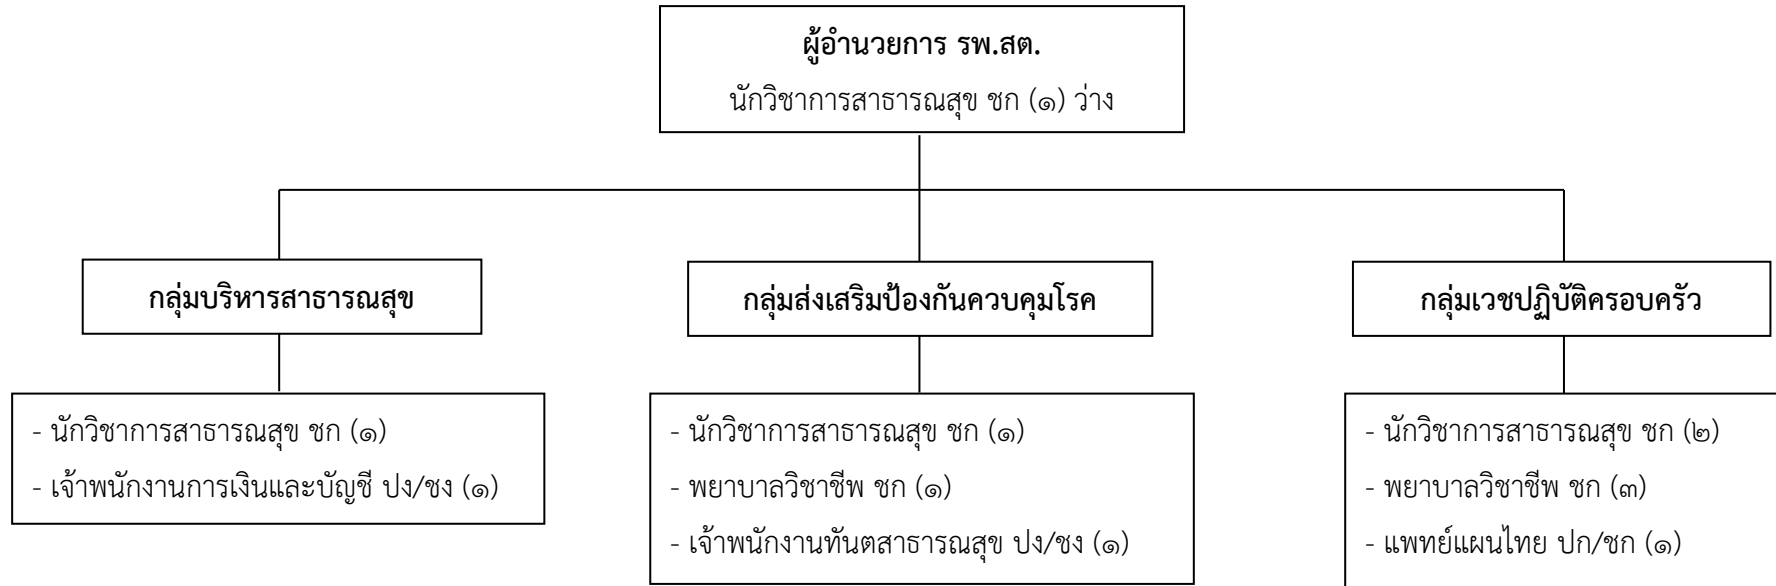 ผู้อำนวยการ รพ.สต.
นักวิชาการสาธารณสุข ชก (๑) ว่าง
กลุ่มบริหารสาธารณสุข
- นักวิชาการสาธารณสุข ชก (๑)
- เจ้าพนักงานการเงินและบัญชี ปง/ชง (๑)
กลุ่มส่งเสริมป้องกันควบคุมโรค
- นักวิชาการสาธารณสุข ชก (๑)
- พยาบาลวิชาชีพ ชก (๑)
- เจ้าพนักงานทันตสาธารณสุข ปง/ชง (๑)
กลุ่มเวชปฏิบัติครอบครัว
- นักวิชาการสาธารณสุข ชก (๒)
- พยาบาลวิชาชีพ ชก (๓)
- แพทย์แผนไทย ปก/ชก (๑)